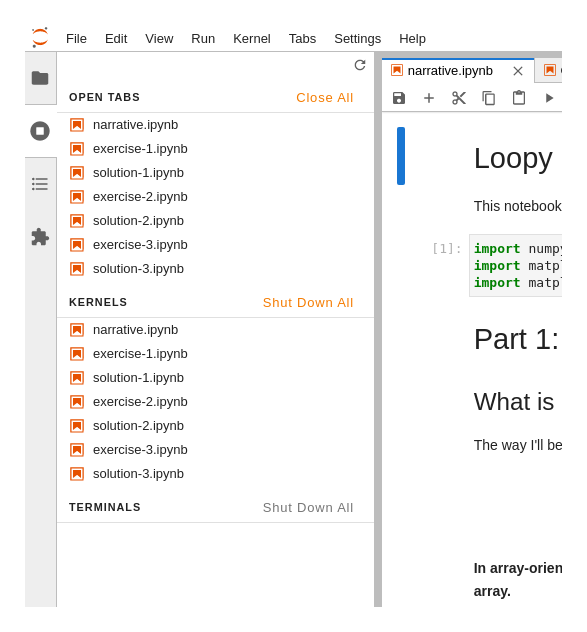 File Edit View Run Kernel Tabs Settings Help
OPEN TABS Close All
narrative.ipynb
exercise-1.ipynb
solution-1.ipynb
exercise-2.ipynb
solution-2.ipynb
exercise-3.ipynb
solution-3.ipynb
KERNELS Shut Down All
narrative.ipynb
exercise-1.ipynb
solution-1.ipynb
exercise-2.ipynb
solution-2.ipynb
exercise-3.ipynb
solution-3.ipynb
TERMINALS Shut Down All
narrative.ipynb
Loopy
This notebook
[1]: import numpy
import matpl
import matpl
Part 1:
What is
The way I'll be
In array-orien
array.